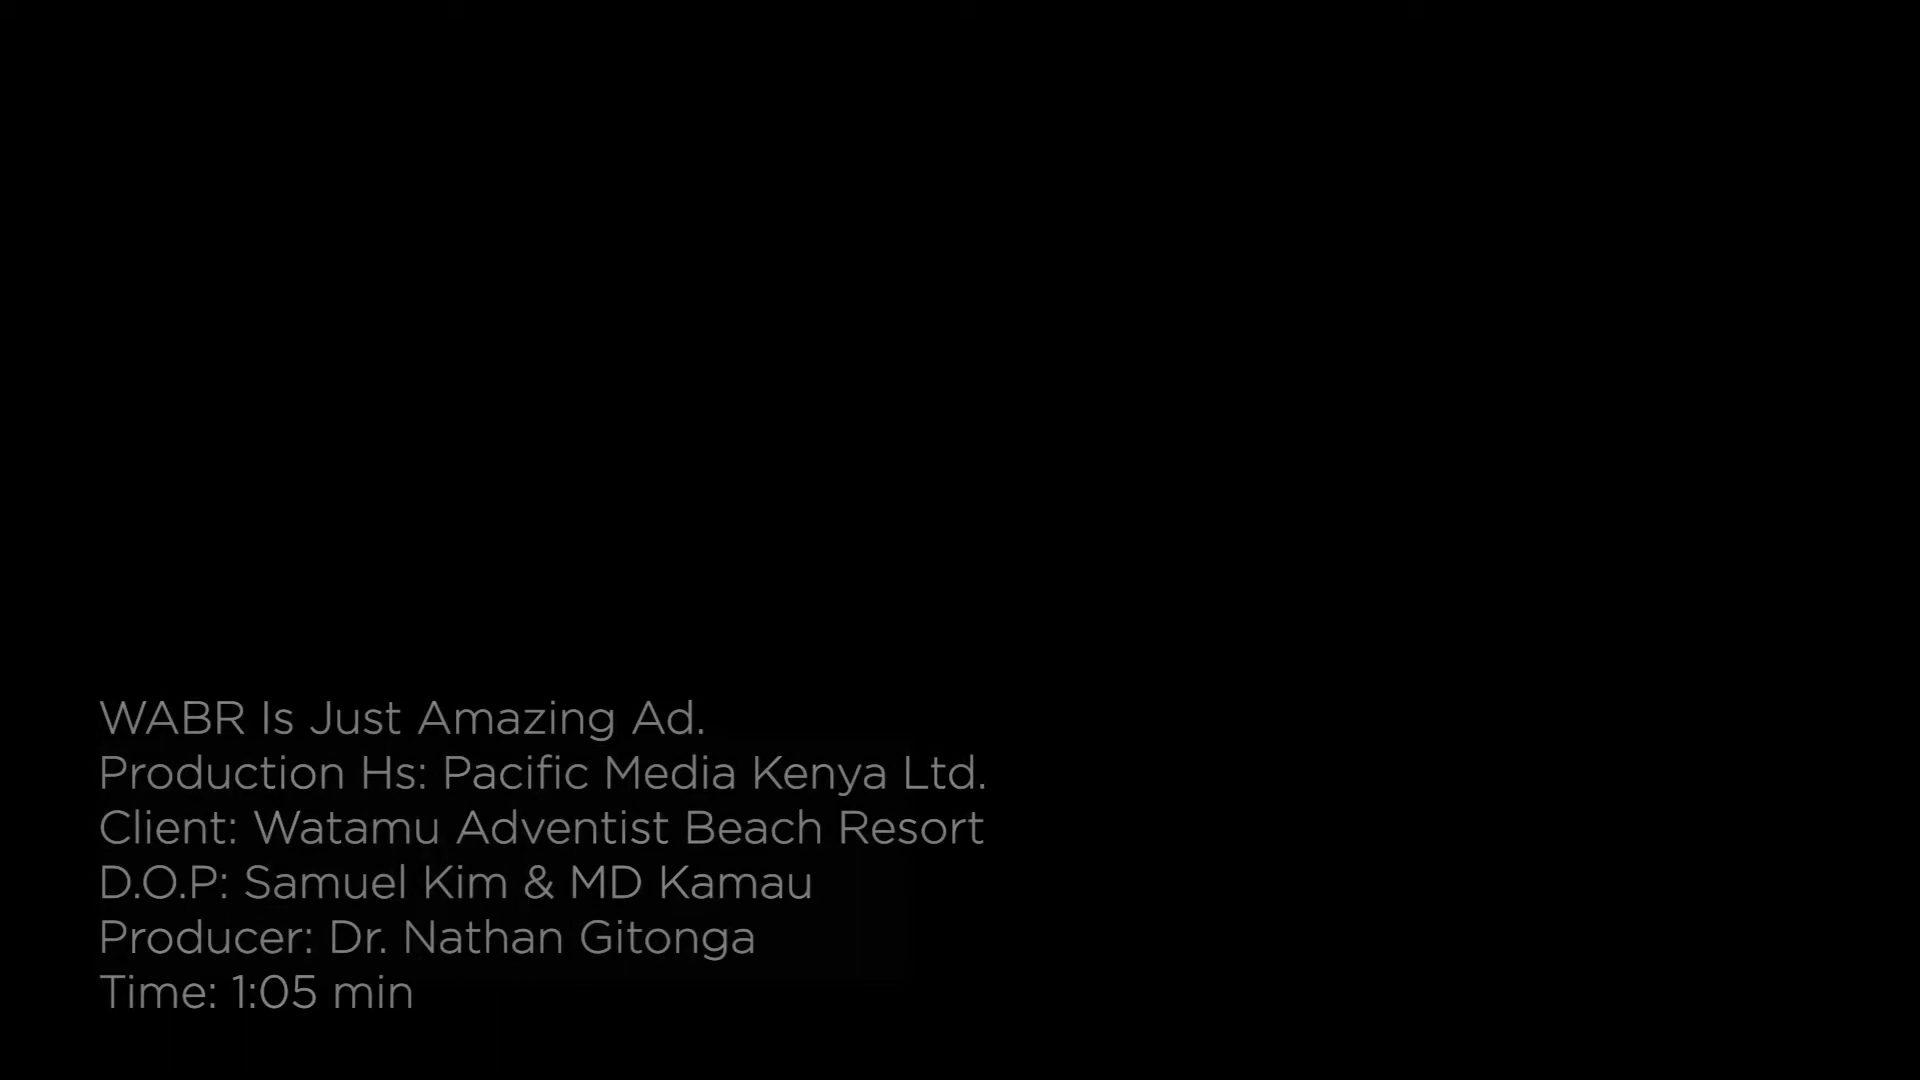 WABR Is Just Amazing Ad.
Production Hs: Pacific Media Kenya Ltd.
Client: Watamu Adventist Beach Resort
D.O.P: Samuel Kim & MD Kamau
Producer: Dr. Nathan Gitonga
Time: 1:05 min